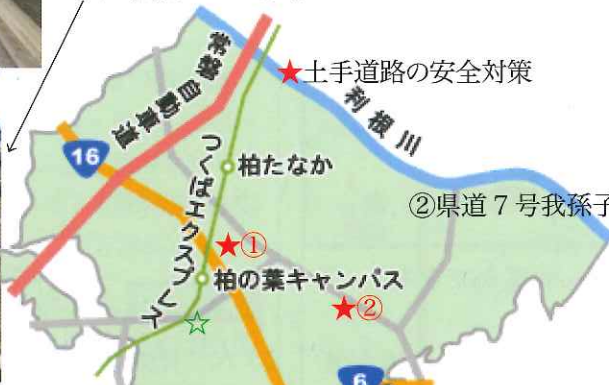 ★土手道路の安全対策
常磐自動車道
利根川
16
つくばエクスプレス
柏たなか
②県道7号我孫子
★①
柏の葉キャンパス
★②
☆
6